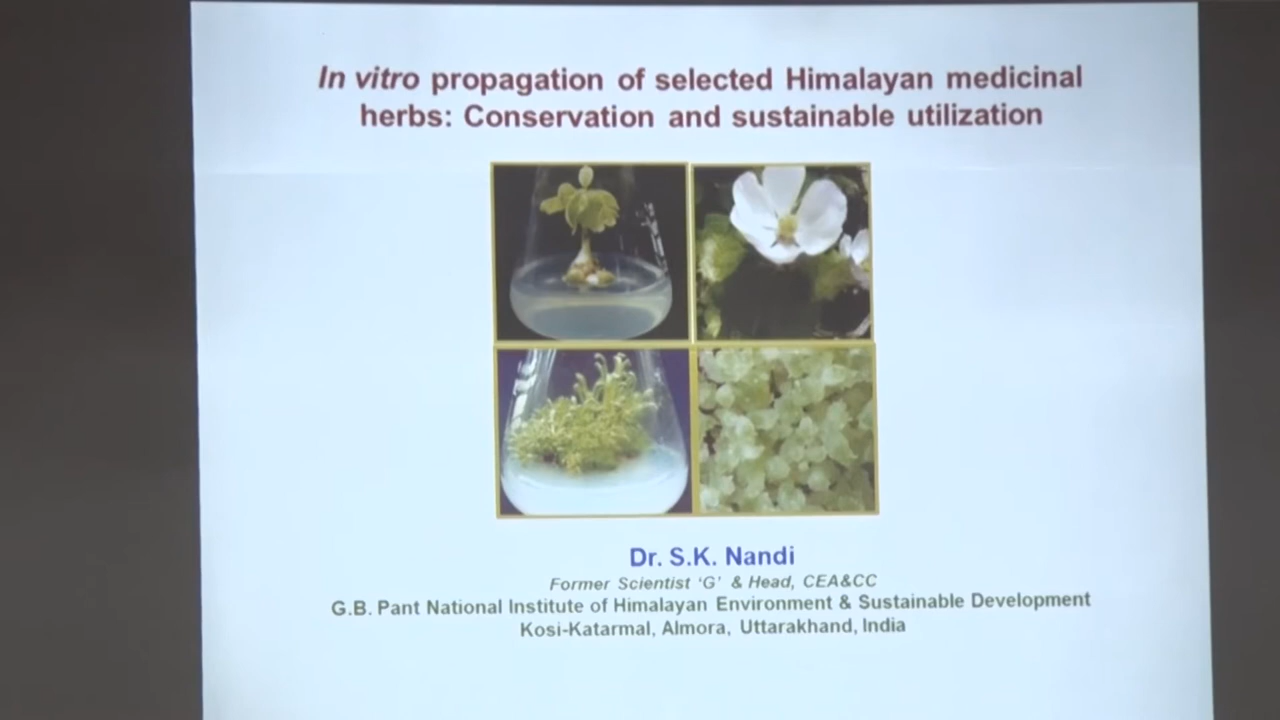 In vitro propagation of selected Himalayan medicinal
herbs: Conservation and sustainable utilization
Dr. S.K. Nandi
Former Scientist ‘G’ & Head, CEA&CC
G.B. Pant National Institute of Himalayan Environment & Sustainable Development
Kosi-Katarmal, Almora, Uttarakhand, India